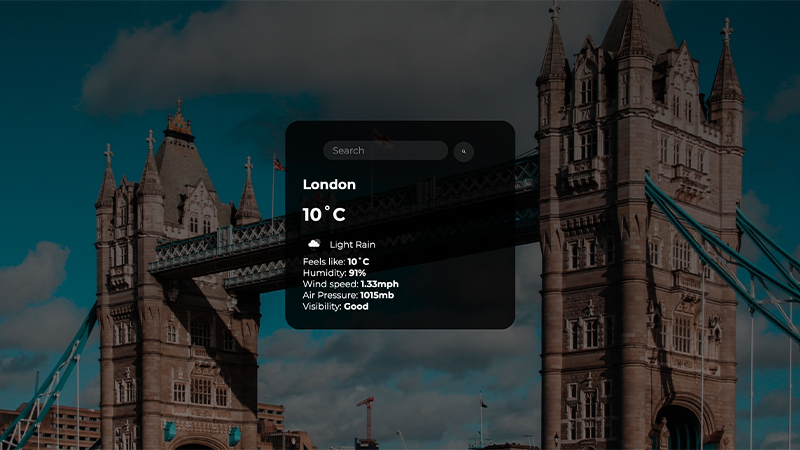 Search
London
10°C
Light Rain
Feels like: 10°C
Humidity: 91%
Wind speed: 1.33mph
Air Pressure: 1015mb
Visibility: Good